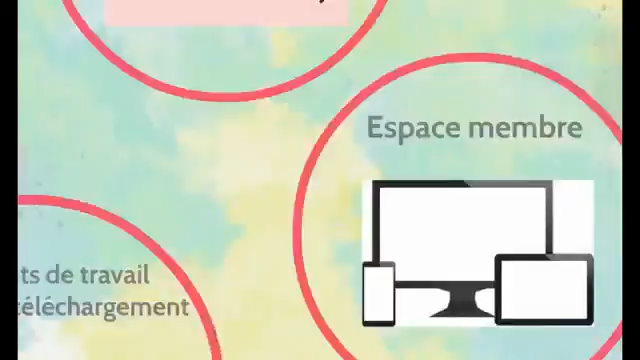 Espace membre
ts de travail
téléchargement